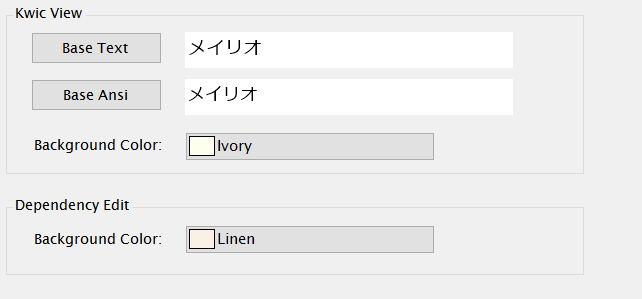 Kwic View
Base Text メイリオ
Base Ansi メイリオ
Background Color: Ivory
Dependency Edit
Background Color: Linen